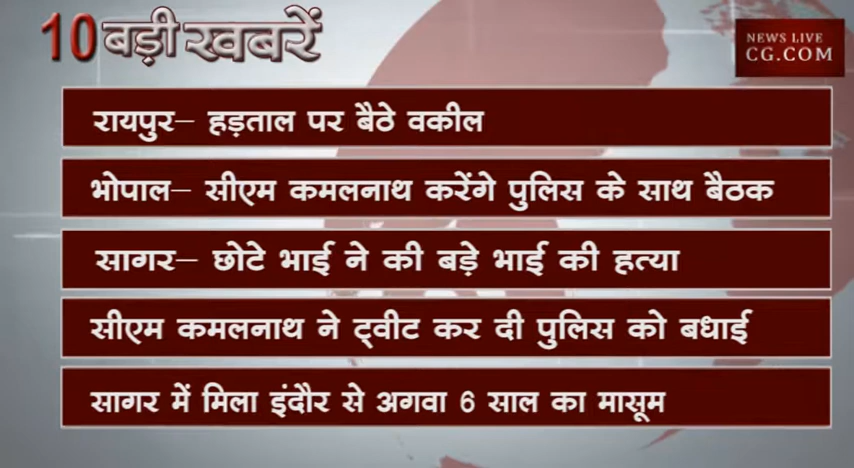 10 बड़ी खबरें
NEWS LIVE
CG.COM
रायपुर– हड़ताल पर बैठे वकील
भोपाल– सीएम कमलनाथ करेंगे पुलिस के साथ बैठक
सागर– छोटे भाई ने की बड़े भाई की हत्या
सीएम कमलनाथ ने ट्वीट कर दी पुलिस को बधाई
सागर में मिला इंदौर से अगवा 6 साल का मासूम